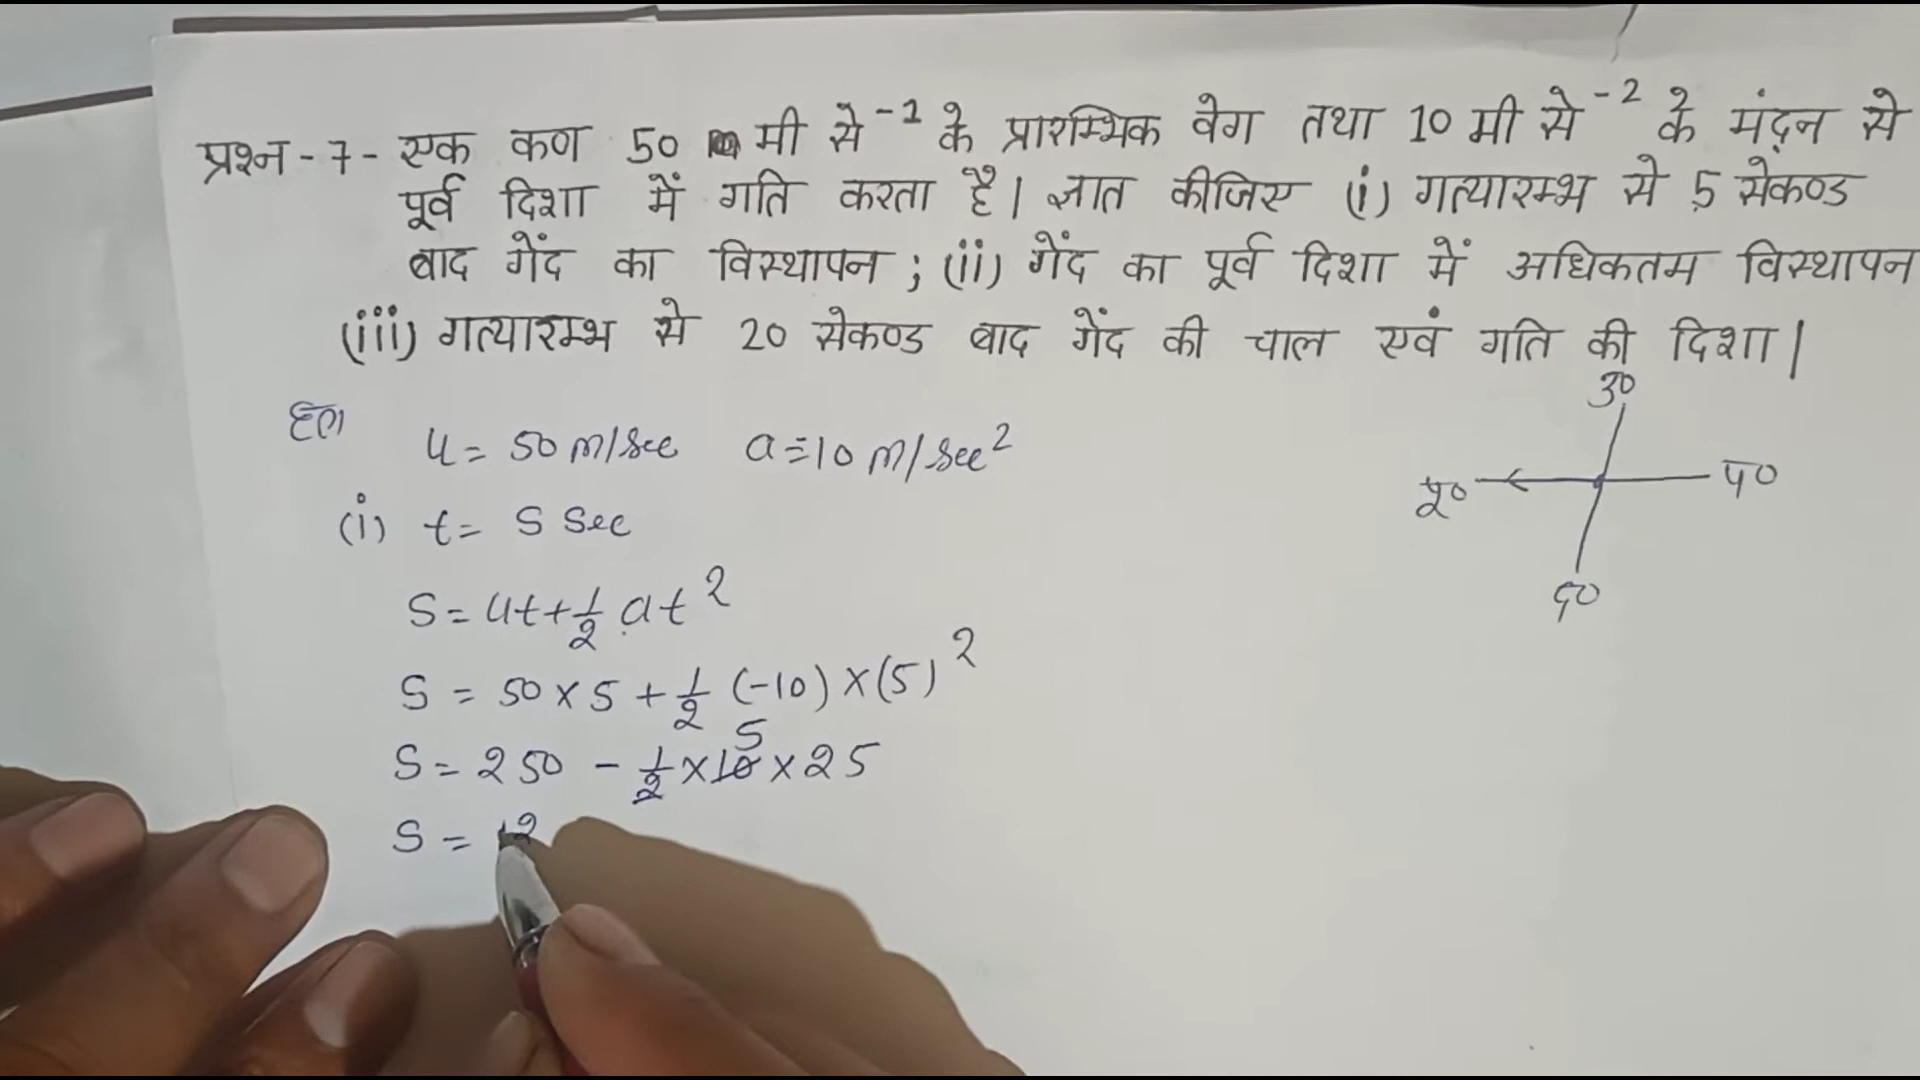 प्रश्न - 7 - एक कण 50 मी से⁻¹ के प्रारम्भिक वेग तथा 10 मी से⁻² के मंदन से
पूर्व दिशा में गति करता है। ज्ञात कीजिए (i) गत्यारम्भ से 5 सेकण्ड
बाद गेंद का विस्थापन ; (ii) गेंद का पूर्व दिशा में अधिकतम विस्थापन
(iii) गत्यारम्भ से 20 सेकण्ड बाद गेंद की चाल एवं गति की दिशा।
हल
u = 50 m/sec a = 10 m/sec²
उ०
पू० प०
द०
(i) t = 5 sec
S = ut + 1/2 at²
S = 50 × 5 + 1/2 (-10) × (5)²
5
S = 250 - 1/2 × 10 × 25
S = 12